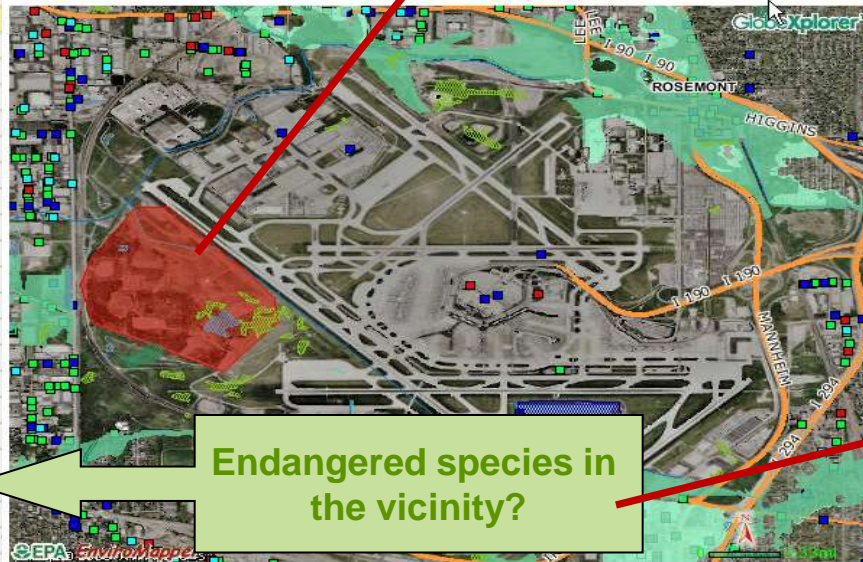 GlobeXplorer
LEE
LEE
I 90 I 90
ROSEMONT
HIGGINS
I 190 I 190
MANNHEIM
I 294
I 294
Endangered species in
the vicinity?
EPA EnviroMapper